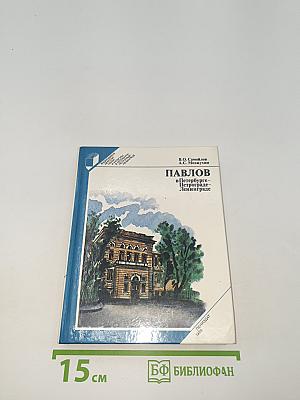 В.О. Самойлов
А.С. Мозжухин
ПАВЛОВ
в Петербурге–
Петрограде–
Ленинграде
15 см
БФ БИБЛИОФАН